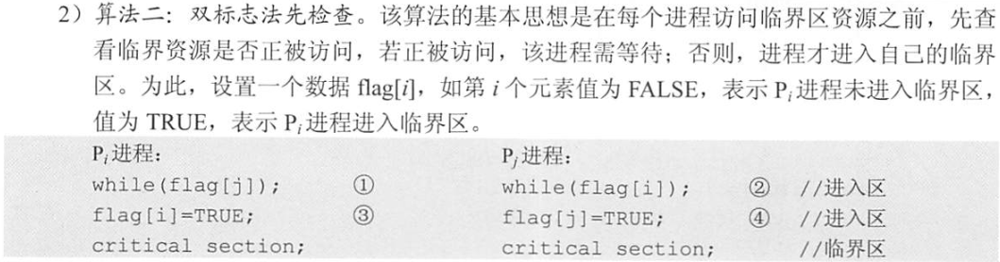 2）算法二：双标志法先检查。该算法的基本思想是在每个进程访问临界区资源之前，先查
看临界资源是否正被访问，若正被访问，该进程需等待；否则，进程才进入自己的临界
区。为此，设置一个数据 flag[i]，如第 i 个元素值为 FALSE，表示 Pi进程未进入临界区，
值为 TRUE，表示 Pi进程进入临界区。
Pi进程： Pj进程：
while(flag[j]); ① while(flag[i]); ② //进入区
flag[i]=TRUE; ③ flag[j]=TRUE; ④ //进入区
critical section; critical section; //临界区